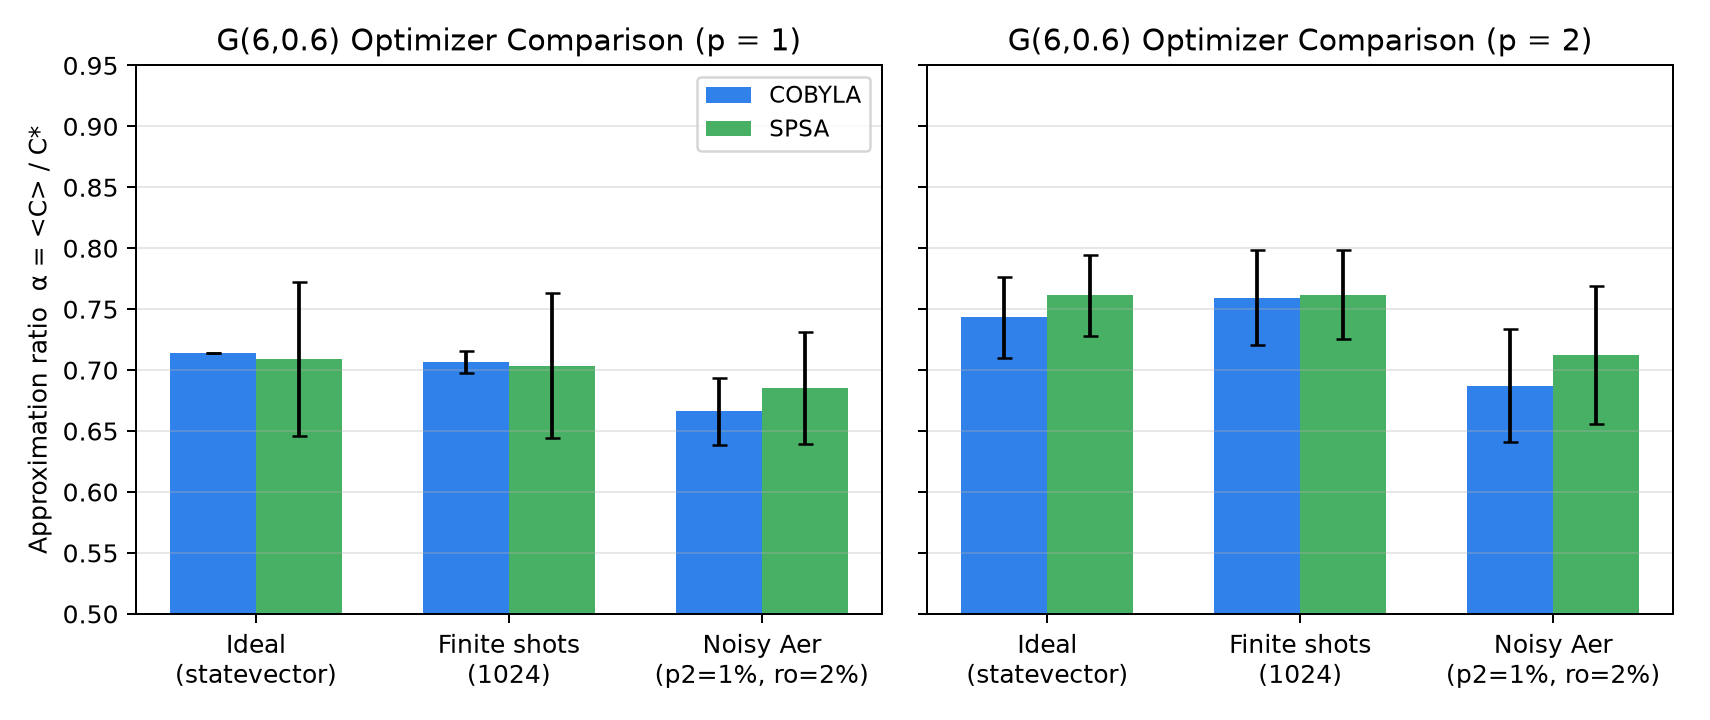 G(6,0.6) Optimizer Comparison (p = 1)
Approximation ratio α = <C> / C*
0.95
0.90
0.85
0.80
0.75
0.70
0.65
0.60
0.55
0.50
COBYLA
SPSA
Ideal
(statevector)
Finite shots
(1024)
Noisy Aer
(p2=1%, ro=2%)
G(6,0.6) Optimizer Comparison (p = 2)
Ideal
(statevector)
Finite shots
(1024)
Noisy Aer
(p2=1%, ro=2%)